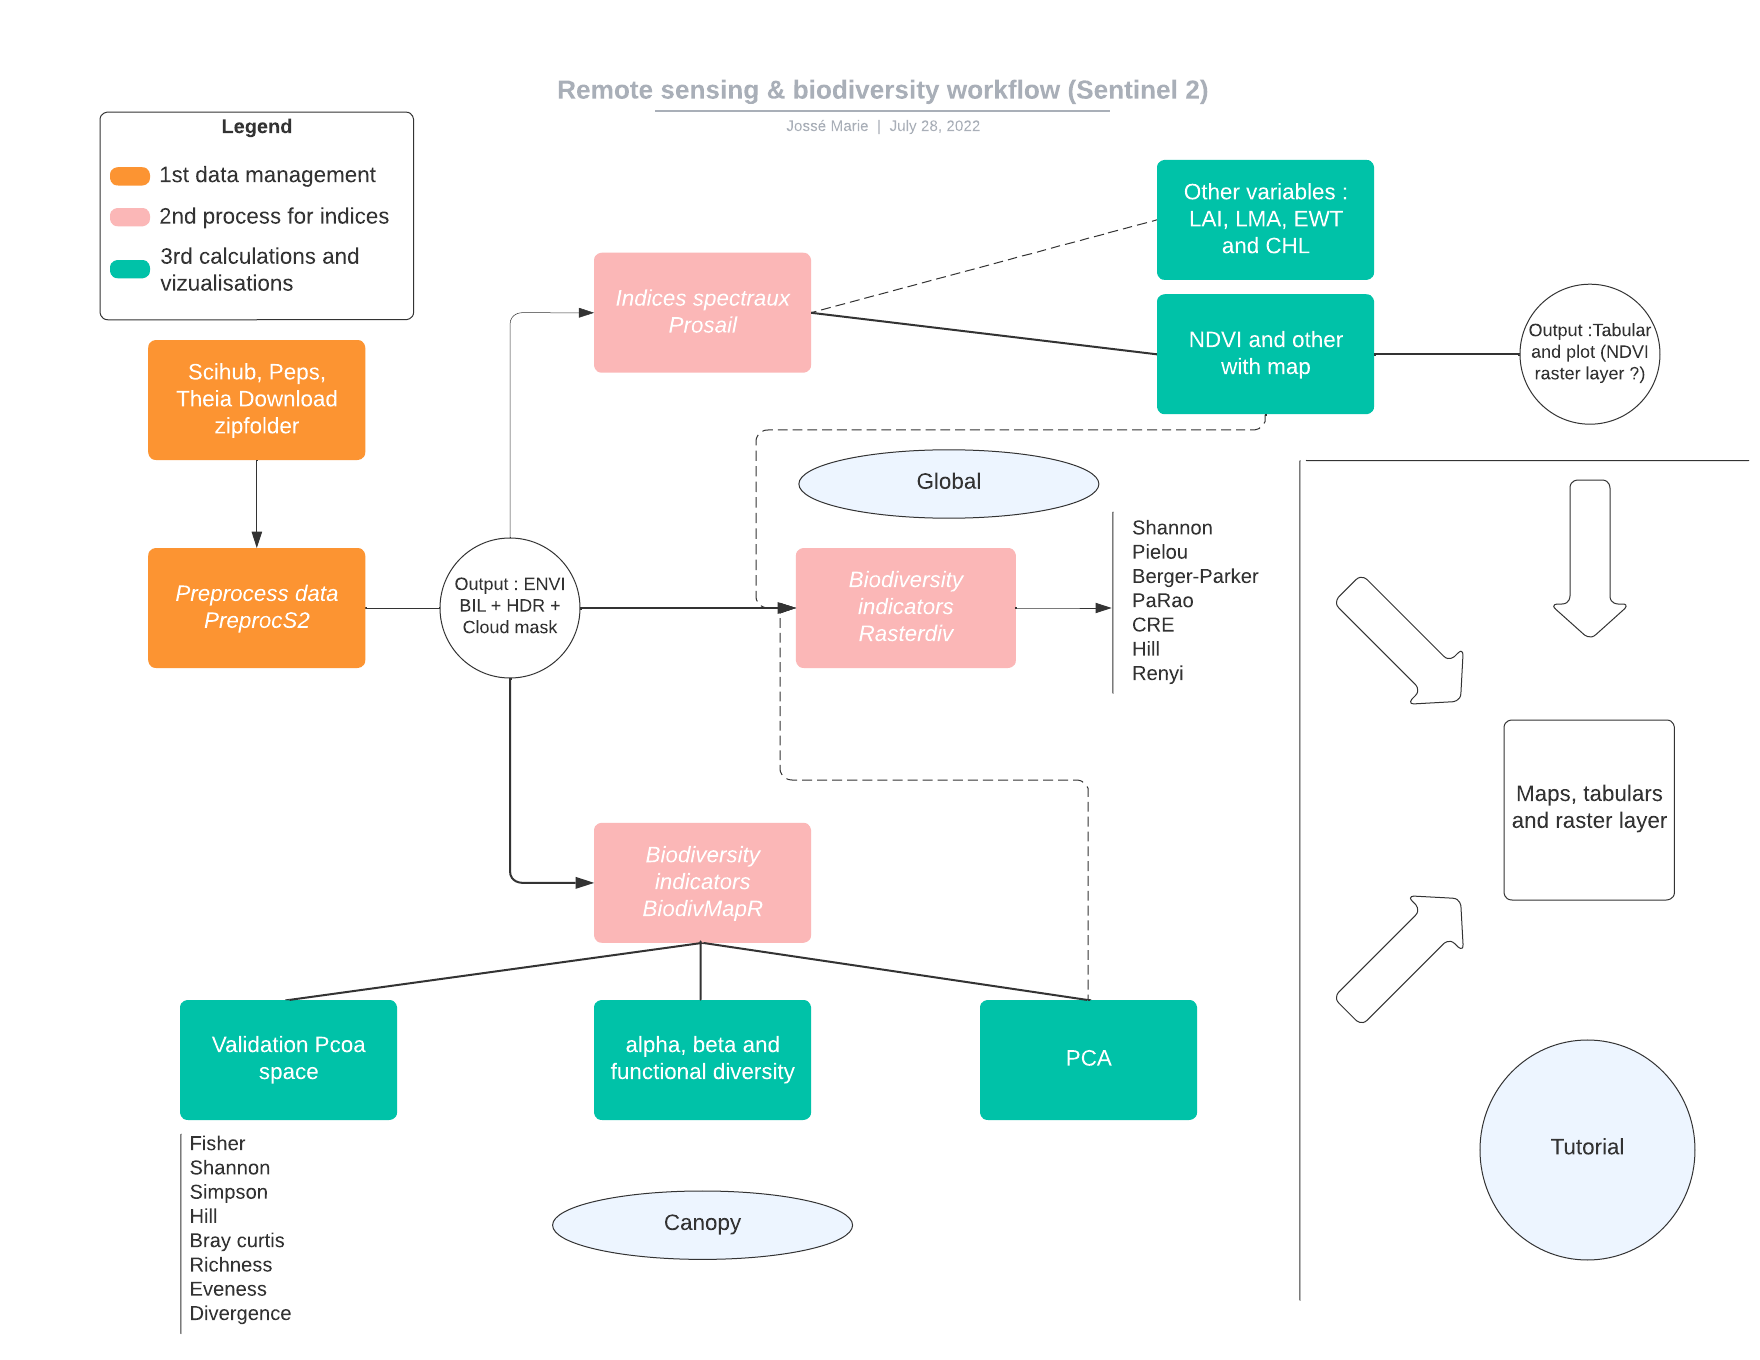 Remote sensing & biodiversity workflow (Sentinel 2)
Jossé Marie | July 28, 2022
Legend
1st data management
2nd process for indices
3rd calculations and
vizualisations
Other variables :
LAI, LMA, EWT
and CHL
Indices spectraux
Prosail
NDVI and other
with map
Output :Tabular
and plot (NDVI
raster layer ?)
Scihub, Peps,
Theia Download
zipfolder
Global
Preprocess data
PreprocS2
Output : ENVI
BIL + HDR +
Cloud mask
Biodiversity
indicators
Rasterdiv
Shannon
Pielou
Berger-Parker
PaRao
CRE
Hill
Renyi
Maps, tabulars
and raster layer
Biodiversity
indicators
BiodivMapR
Validation Pcoa
space
alpha, beta and
functional diversity
PCA
Fisher
Shannon
Simpson
Hill
Bray curtis
Richness
Eveness
Divergence
Canopy
Tutorial